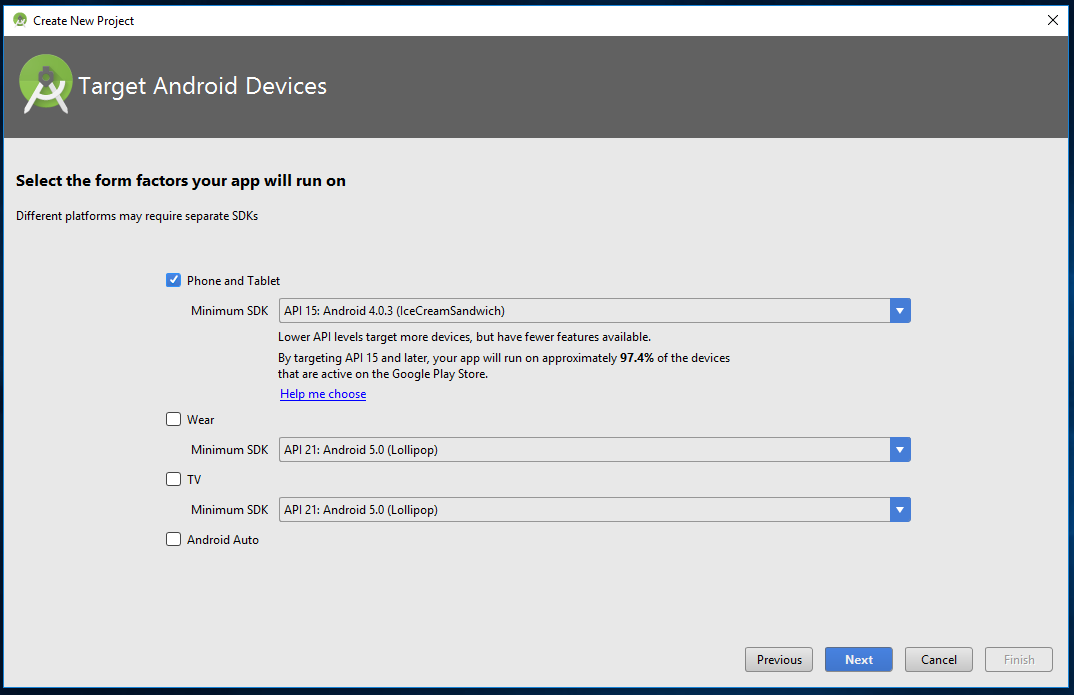 Create New Project
Target Android Devices
Select the form factors your app will run on
Different platforms may require separate SDKs
Phone and Tablet
Minimum SDK API 15: Android 4.0.3 (IceCreamSandwich)
Lower API levels target more devices, but have fewer features available.
By targeting API 15 and later, your app will run on approximately 97.4% of the devices
that are active on the Google Play Store.
Help me choose
Wear
Minimum SDK API 21: Android 5.0 (Lollipop)
TV
Minimum SDK API 21: Android 5.0 (Lollipop)
Android Auto
Previous Next Cancel Finish